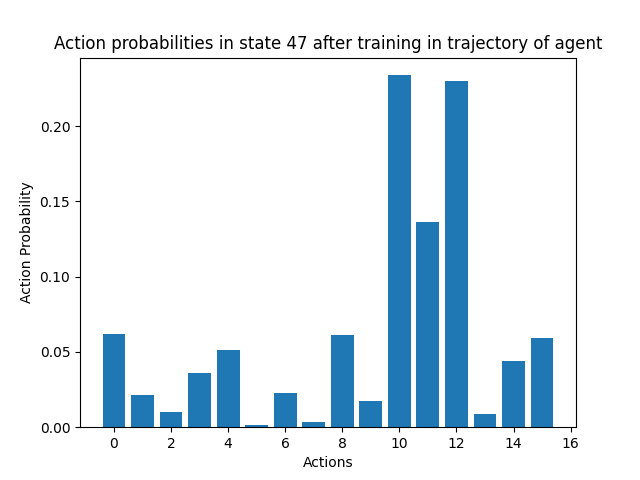 Action probabilities in state 47 after training in trajectory of agent
Action Probability
0.20
0.15
0.10
0.05
0.00
0 2 4 6 8 10 12 14 16
Actions